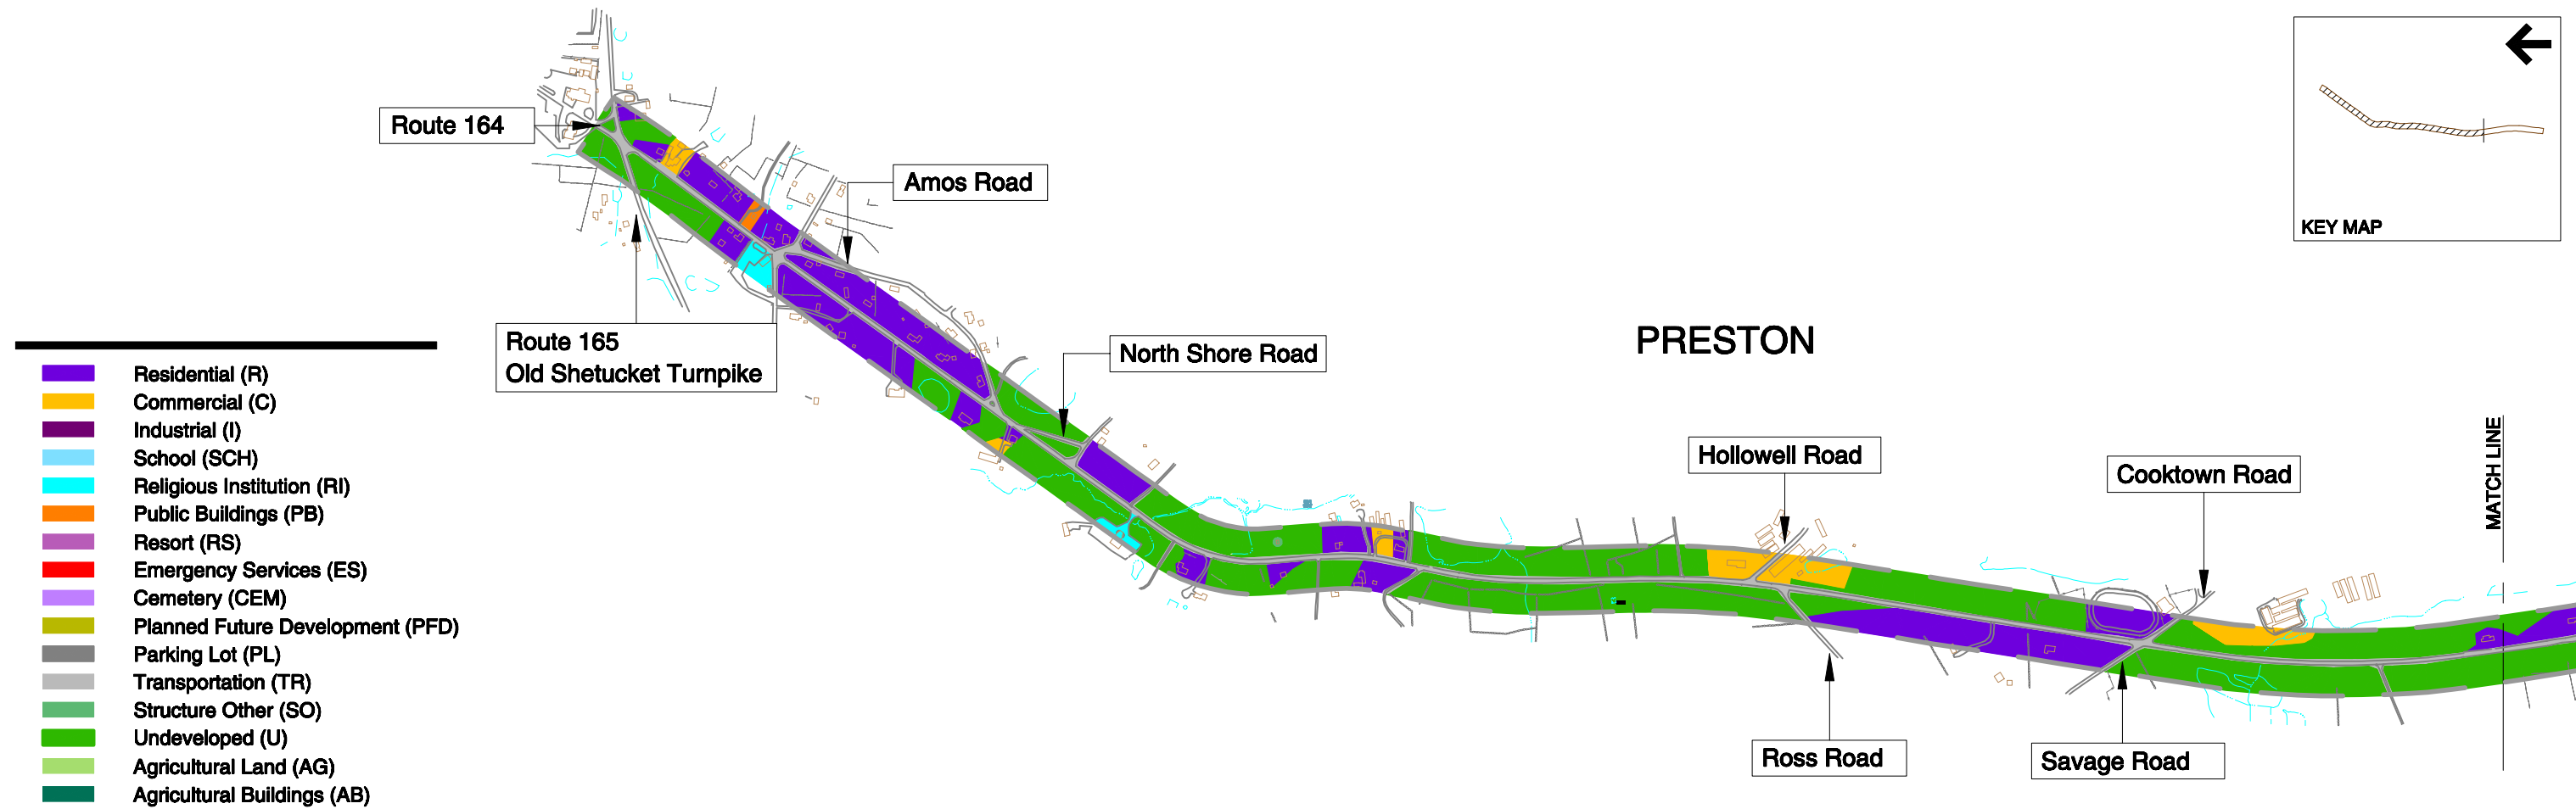 Route 164
Amos Road
KEY MAP
Route 165
Old Shetucket Turnpike
North Shore Road
PRESTON
Hollowell Road
Cooktown Road
MATCH LINE
Ross Road
Savage Road
Residential (R)
Commercial (C)
Industrial (I)
School (SCH)
Religious Institution (RI)
Public Buildings (PB)
Resort (RS)
Emergency Services (ES)
Cemetery (CEM)
Planned Future Development (PFD)
Parking Lot (PL)
Transportation (TR)
Structure Other (SO)
Undeveloped (U)
Agricultural Land (AG)
Agricultural Buildings (AB)